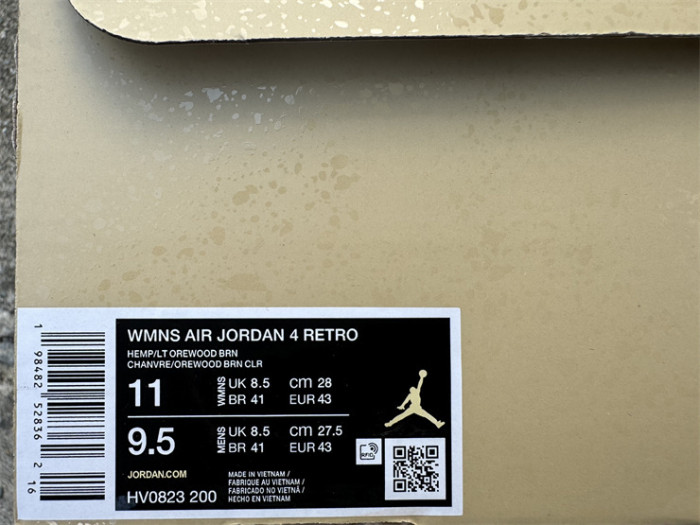 WMNS AIR JORDAN 4 RETRO
HEMP/LT OREWOOD BRN
CHANVRE/OREWOOD BRN CLR
11 WMNS UK 8.5 cm 28
BR 41 EUR 43
9.5 MENS UK 8.5 cm 27.5
BR 41 EUR 43
RFID
JORDAN.COM
HV0823 200
MADE IN VIETNAM /
FABRIQUÉ AU VIETNAM /
FABRICADO NO VIETNÃ /
HECHO EN VIETNAM
1 98482 52836 2 16